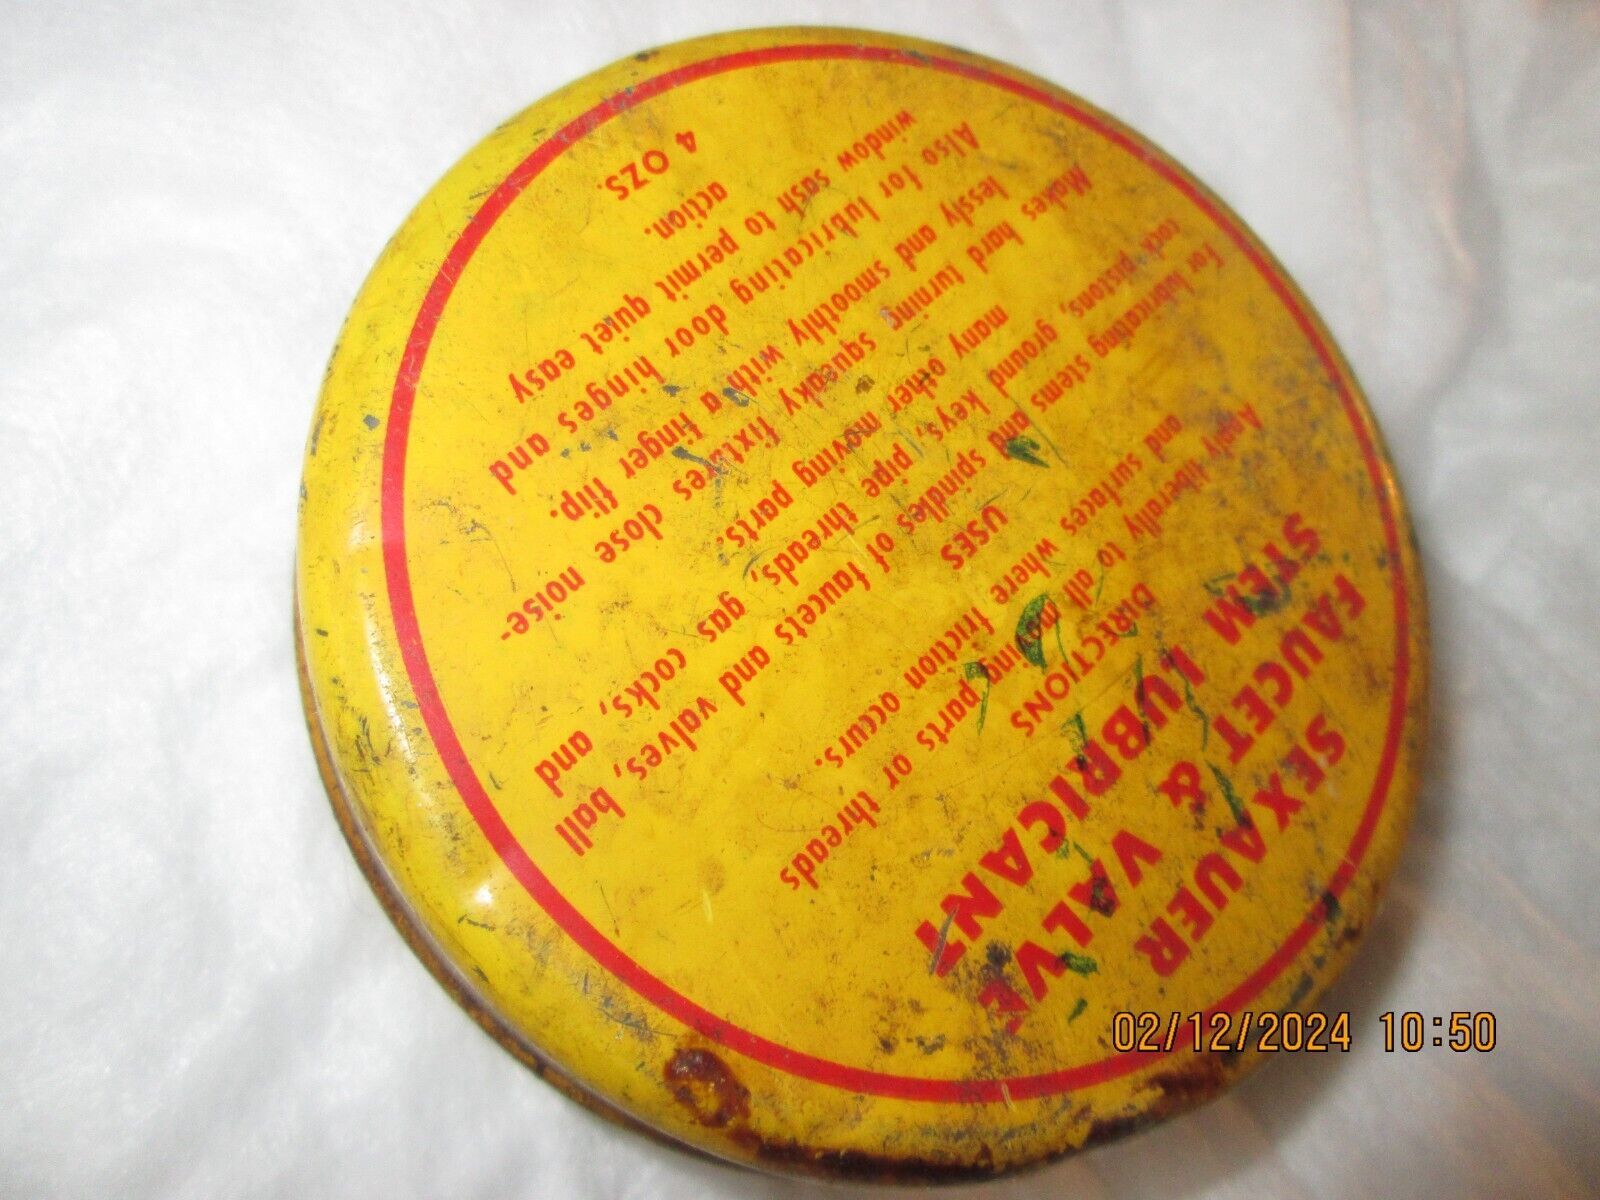 SEXAUER
FAUCET & VALVE
STEM LUBRICANT
DIRECTIONS
Apply liberally to all moving parts or threads
and surfaces where friction occurs.
USES
For lubricating stems and spindles of faucets and valves, ball
cock pistons, ground keys, pipe threads, gas cocks, and
many other moving parts.
Makes hard turning squeaky fixtures close noise-
lessly and smoothly with a finger flip.
Also for lubricating door hinges and
window sash to permit quiet easy
action.
4 OZS.
02/12/2024 10:50